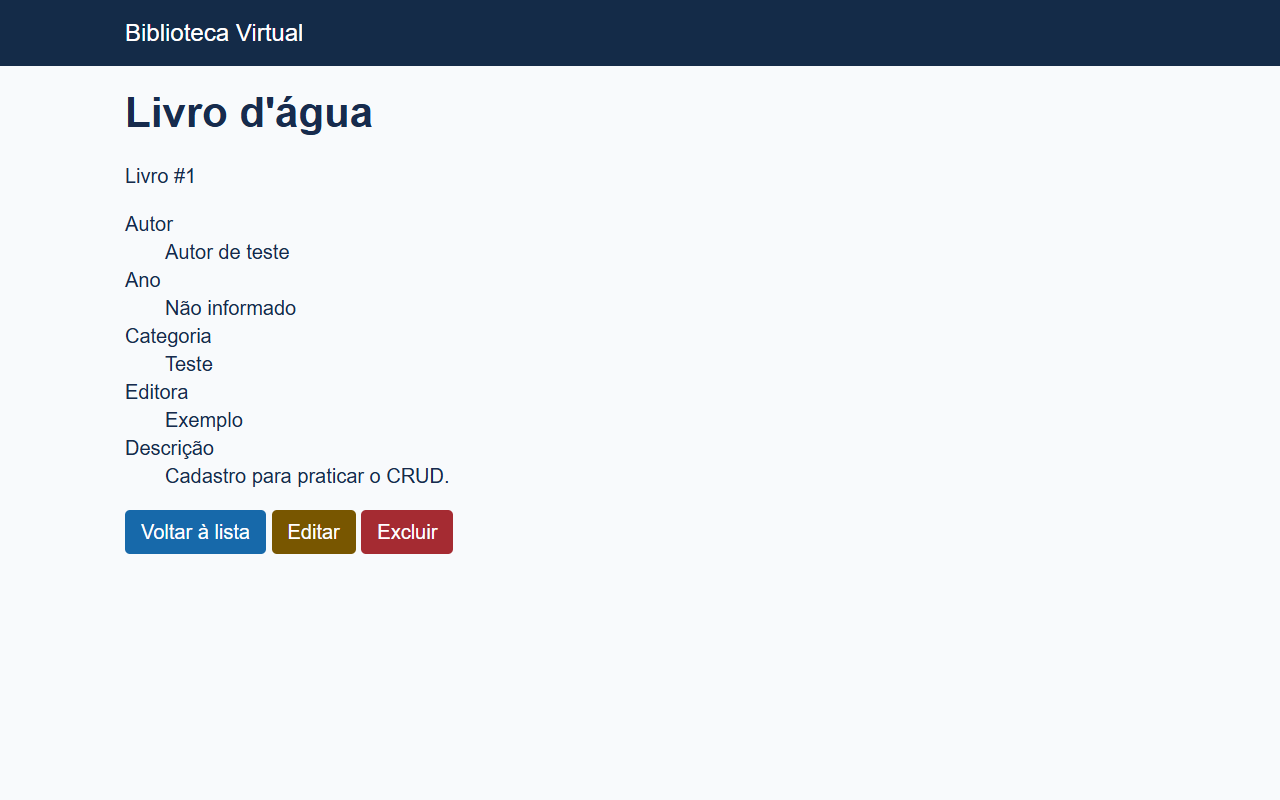 Biblioteca Virtual
Livro d'água
Livro #1
Autor
Autor de teste
Ano
Não informado
Categoria
Teste
Editora
Exemplo
Descrição
Cadastro para praticar o CRUD.
Voltar à lista Editar Excluir